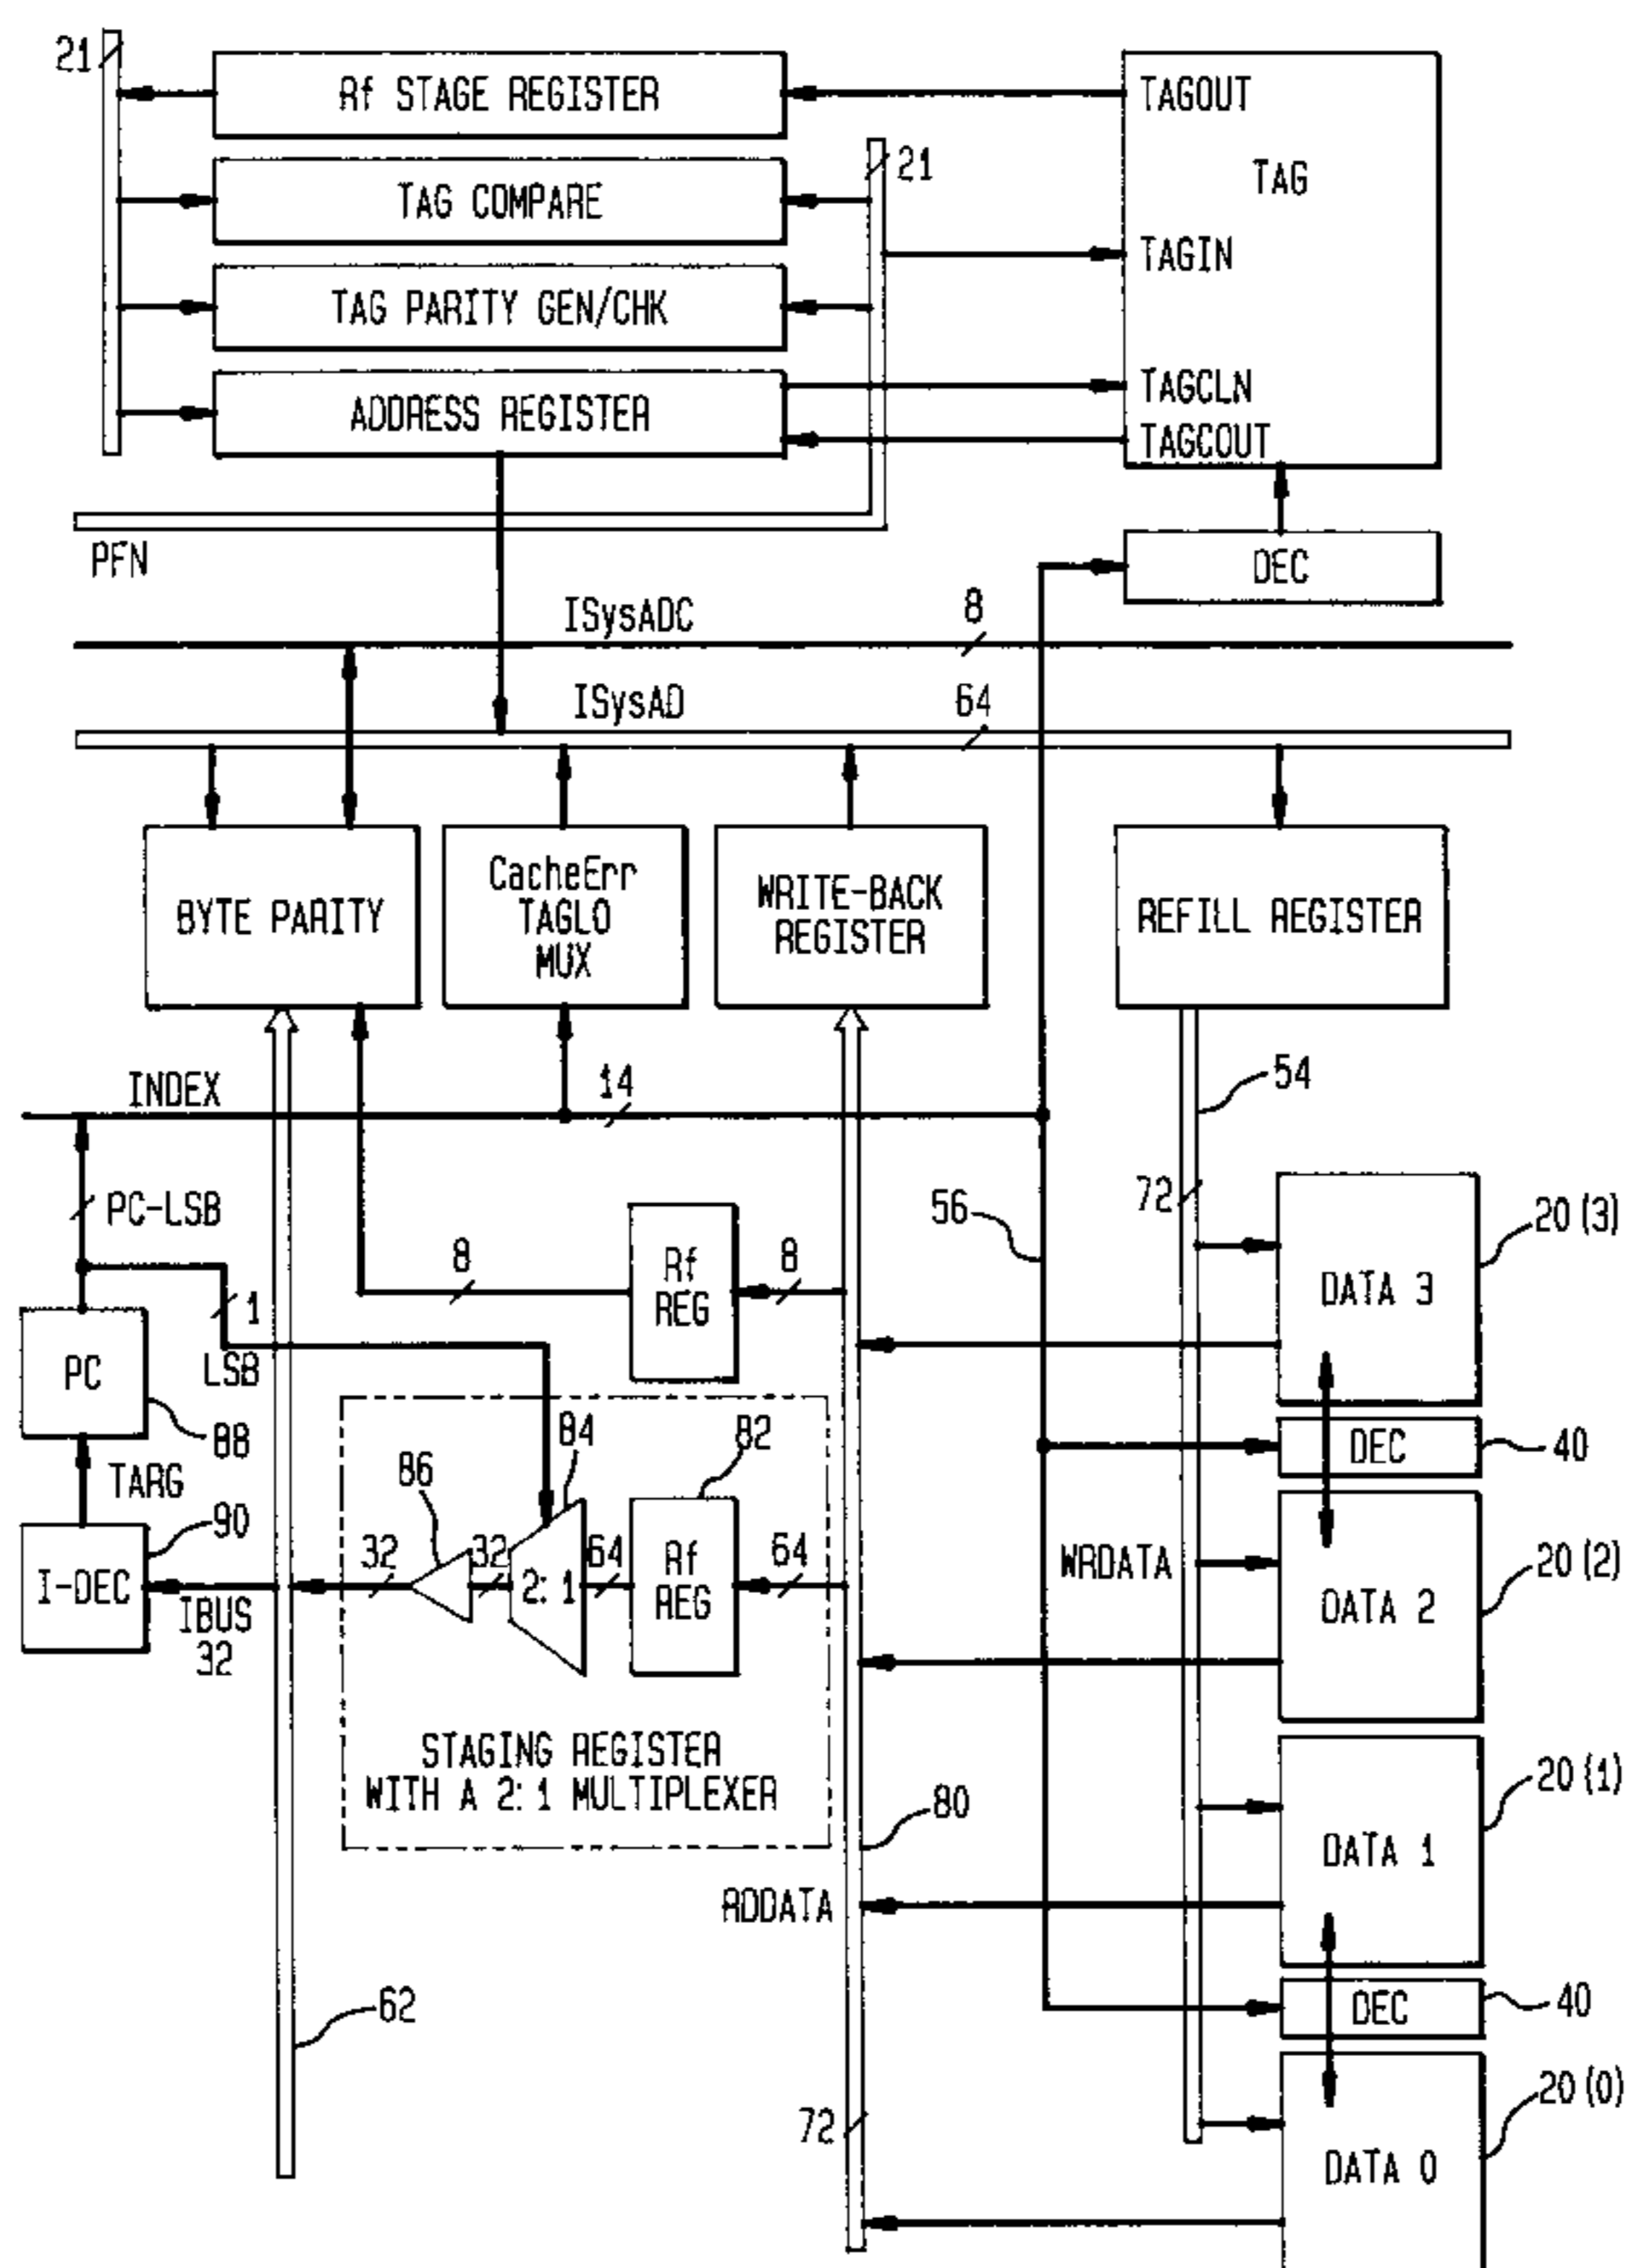 21
Rf STAGE REGISTER
TAGOUT
TAG COMPARE
21
TAG
TAGIN
TAG PARITY GEN/CHK
ADDRESS REGISTER
TAGCLN
TAGCOUT
PFN
DEC
ISysADC
8
ISysAD
64
BYTE PARITY
CacheErr
TAGLO
MUX
WRITE-BACK
REGISTER
REFILL REGISTER
INDEX
14
54
PC-LSB
72
56
20 (3)
8
Rf
REG
8
DATA 3
1
LSB
PC
88
84
82
DEC
40
TARG
86
90
I-DEC
IBUS
32
32
32
2:1
64
Rf
REG
64
WRDATA
20 (2)
DATA 2
STAGING REGISTER
WITH A 2:1 MULTIPLEXER
80
20 (1)
DATA 1
RDDATA
62
DEC
40
72
20 (0)
DATA 0